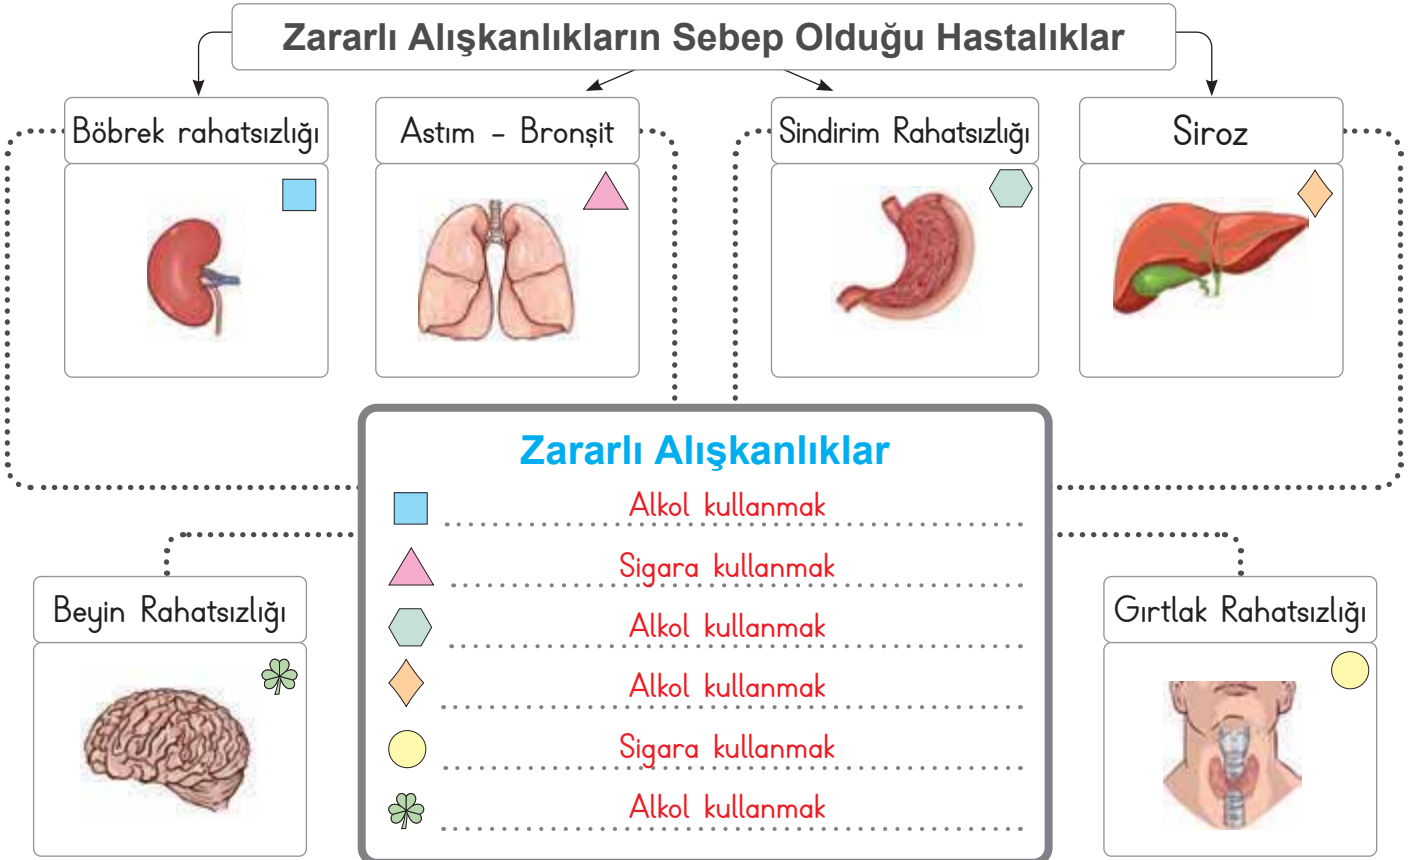 Zararlı Alışkanlıkların Sebep Olduğu Hastalıklar
Böbrek rahatsızlığı
Astım - Bronşit
Sindirim Rahatsızlığı
Siroz
Zararlı Alışkanlıklar
Alkol kullanmak
Sigara kullanmak
Alkol kullanmak
Alkol kullanmak
Sigara kullanmak
Alkol kullanmak
Beyin Rahatsızlığı
Gırtlak Rahatsızlığı